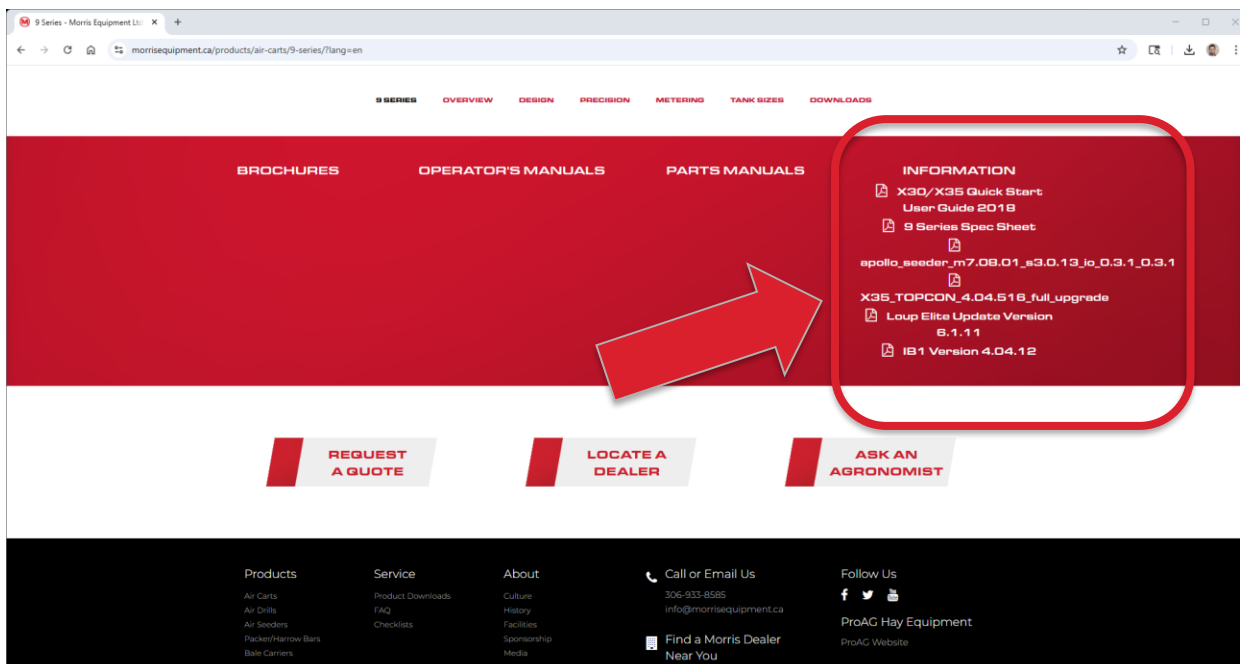 9 Series - Morris Equipment Ltd
morrisequipment.ca/products/air-carts/9-series/?lang=en
9 SERIES OVERVIEW DESIGN PRECISION METERING TANK SIZES DOWNLOADS
BROCHURES
OPERATOR'S MANUALS
PARTS MANUALS
INFORMATION
X30/X35 Quick Start
User Guide 2018
9 Series Spec Sheet
apollo_seeder_m7.08.01_s3.0.13_io_0.3.1_0.3.1
X35_TOPCON_4.04.516_full_upgrade
Loup Elite Update Version
6.1.11
IB1 Version 4.04.12
REQUEST
A QUOTE
LOCATE A
DEALER
ASK AN
AGRONOMIST
Products
Air Carts
Air Drills
Air Seeders
Packer/Harrow Bars
Bale Carriers
Service
Product Downloads
FAQ
Checklists
About
Culture
History
Facilities
Sponsorship
Media
Call or Email Us
306-933-8585
info@morrisequipment.ca
Find a Morris Dealer
Near You
Follow Us
ProAG Hay Equipment
ProAG Website